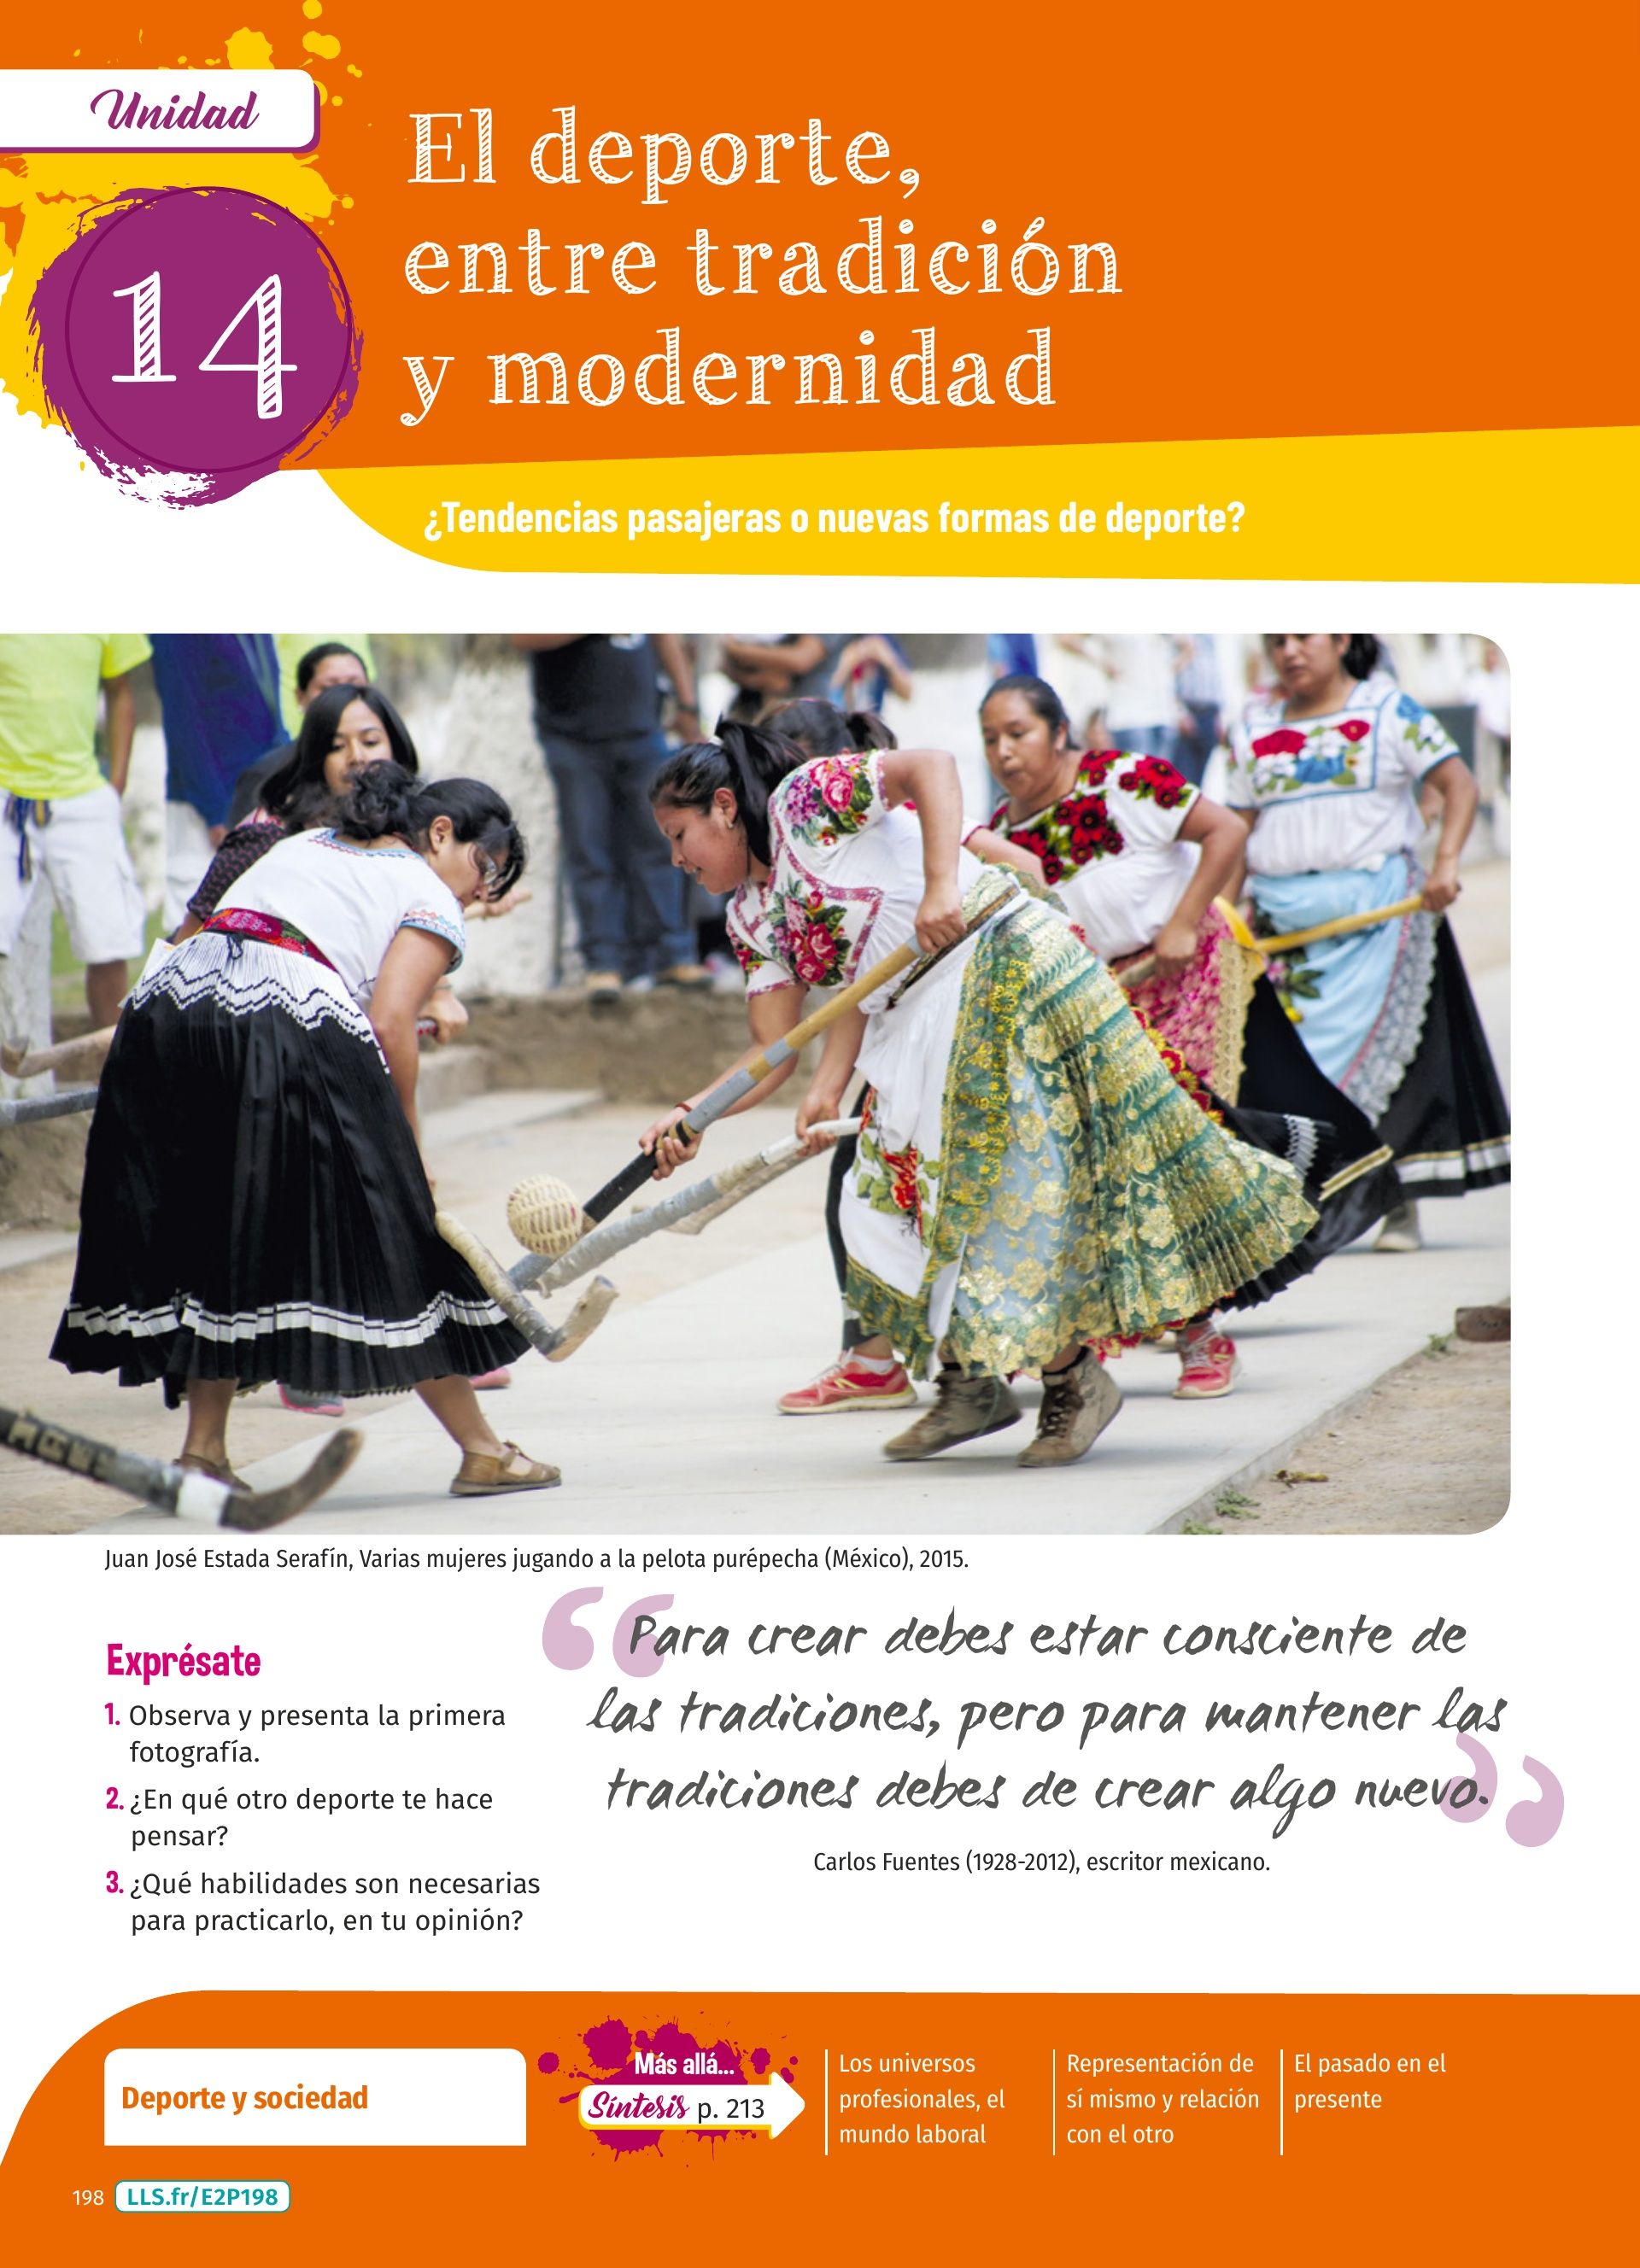 Unidad
14
El deporte,
entre tradición
y modernidad
¿Tendencias pasajeras o nuevas formas de deporte?
Juan José Estada Serafín, Varias mujeres jugando a la pelota purépecha (México), 2015.
Exprésate
1. Observa y presenta la primera
fotografía.
2. ¿En qué otro deporte te hace
pensar?
3. ¿Qué habilidades son necesarias
para practicarlo, en tu opinión?
“Para crear debes estar consciente de
las tradiciones, pero para mantener las
tradiciones debes de crear algo nuevo.”
Carlos Fuentes (1928-2012), escritor mexicano.
Deporte y sociedad
Más allá...
Síntesis p. 213
Los universos
profesionales, el
mundo laboral
Representación de
sí mismo y relación
con el otro
El pasado en el
presente
198 LLS.fr/E2P198